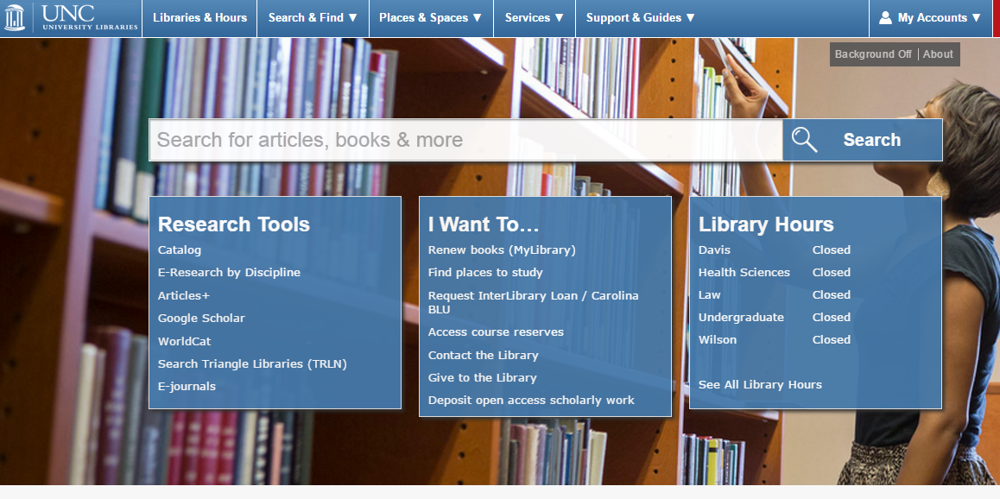 UNC
UNIVERSITY LIBRARIES
Libraries & Hours
Search & Find ▼
Places & Spaces ▼
Services ▼
Support & Guides ▼
My Accounts ▼
Background Off | About
Search for articles, books & more
Search
Research Tools
Catalog
E-Research by Discipline
Articles+
Google Scholar
WorldCat
Search Triangle Libraries (TRLN)
E-journals
I Want To...
Renew books (MyLibrary)
Find places to study
Request InterLibrary Loan / Carolina
BLU
Access course reserves
Contact the Library
Give to the Library
Deposit open access scholarly work
Library Hours
Davis Closed
Health Sciences Closed
Law Closed
Undergraduate Closed
Wilson Closed
See All Library Hours